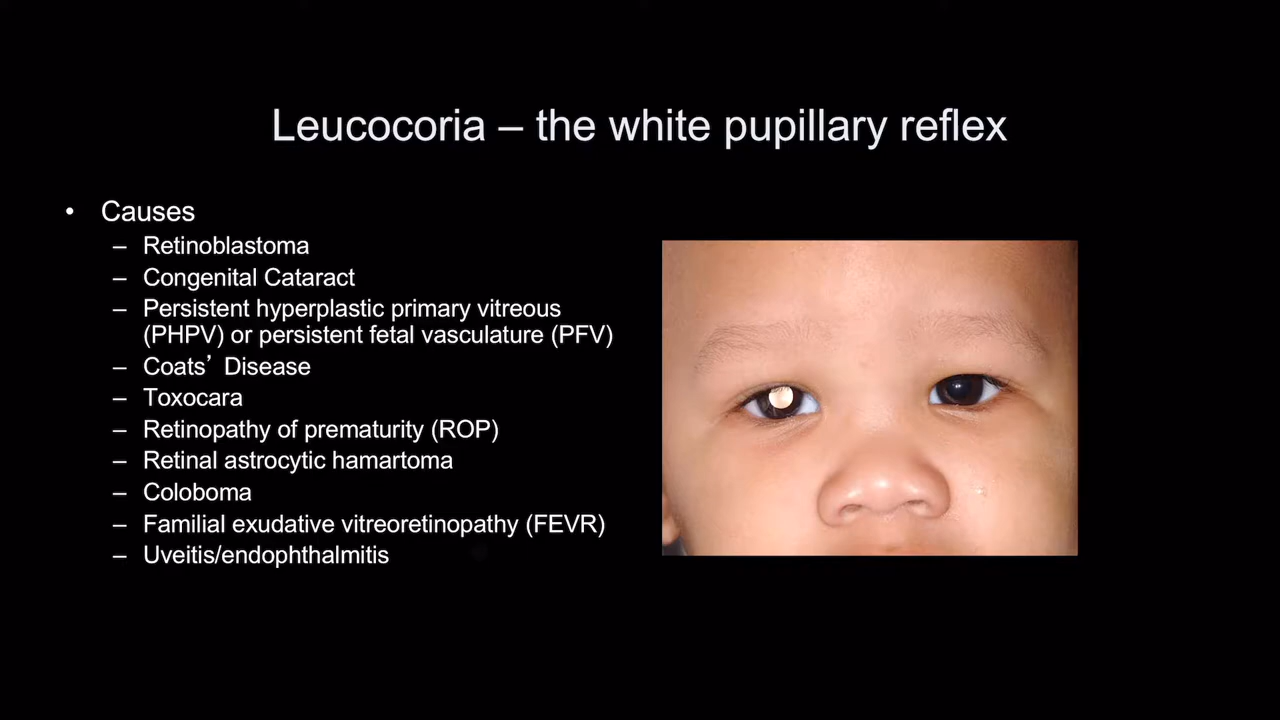 Leucocoria – the white pupillary reflex
• Causes
– Retinoblastoma
– Congenital Cataract
– Persistent hyperplastic primary vitreous
(PHPV) or persistent fetal vasculature (PFV)
– Coats’ Disease
– Toxocara
– Retinopathy of prematurity (ROP)
– Retinal astrocytic hamartoma
– Coloboma
– Familial exudative vitreoretinopathy (FEVR)
– Uveitis/endophthalmitis